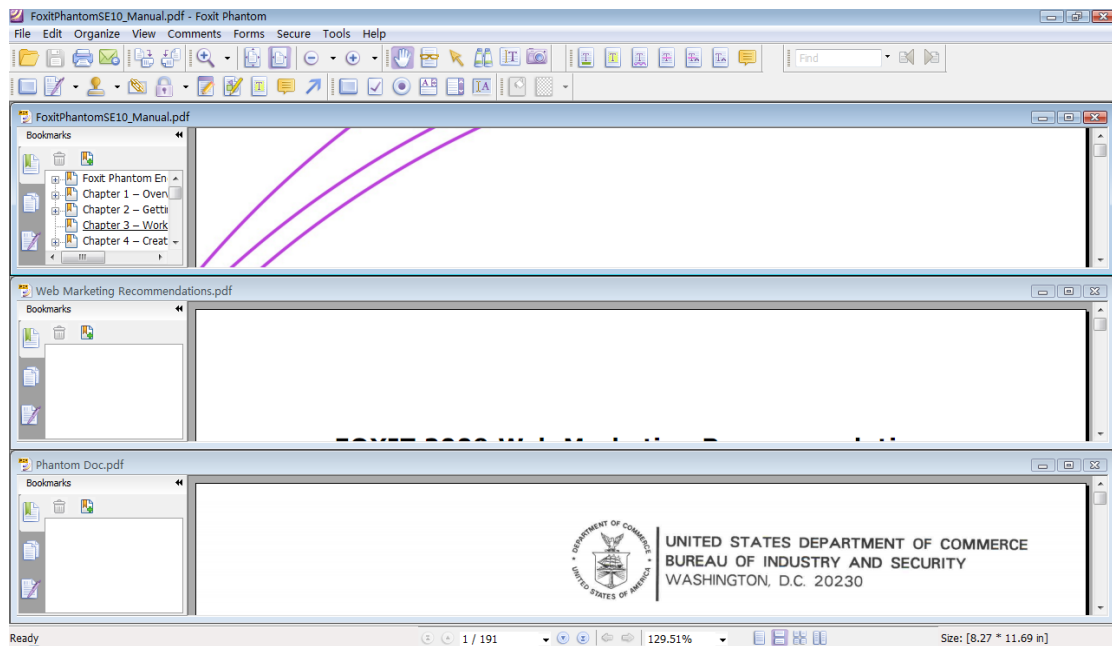 FoxitPhantomSE10_Manual.pdf - Foxit Phantom
File Edit Organize View Comments Forms Secure Tools Help
Find
FoxitPhantomSE10_Manual.pdf
Bookmarks
Foxit Phantom En
Chapter 1 – Overv
Chapter 2 – Gettin
Chapter 3 – Work
Chapter 4 – Creat
Web Marketing Recommendations.pdf
Bookmarks
Phantom Doc.pdf
Bookmarks
DEPARTMENT OF COMMERCE
UNITED STATES OF AMERICA
UNITED STATES DEPARTMENT OF COMMERCE
BUREAU OF INDUSTRY AND SECURITY
WASHINGTON, D.C. 20230
Ready 1 / 191 129.51% Size: [8.27 * 11.69 in]